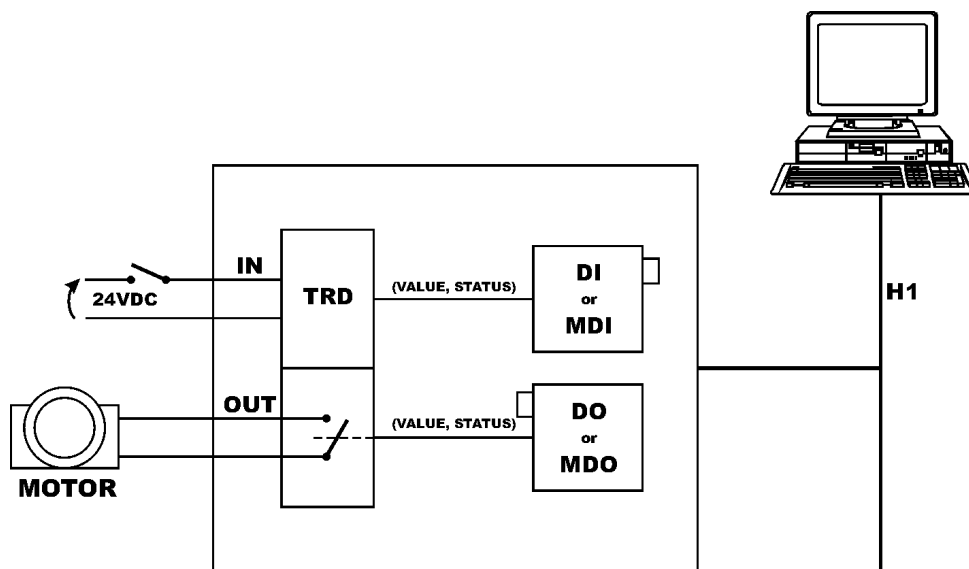 IN
24VDC
TRD
(VALUE, STATUS)
DI
or
MDI
H1
OUT
(VALUE, STATUS)
DO
or
MDO
MOTOR